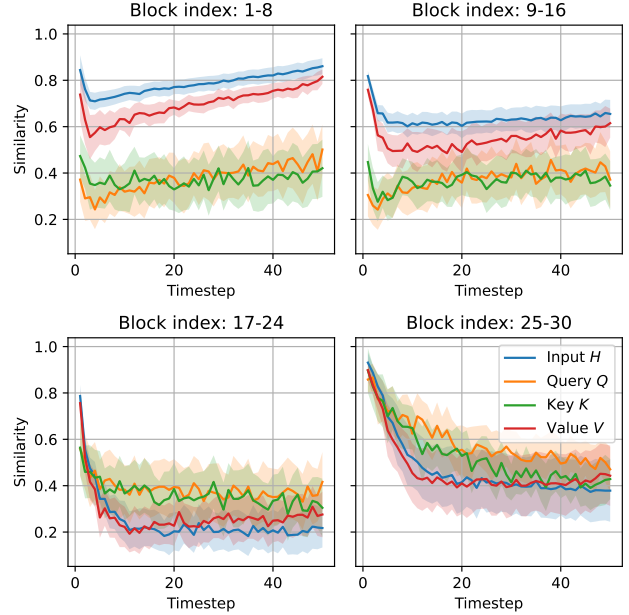 Block index: 1-8
Block index: 9-16
1.0
0.8
0.6
0.4
0.2
Similarity
0
20
40
Timestep
0
20
40
Timestep
Block index: 17-24
Block index: 25-30
1.0
0.8
0.6
0.4
0.2
Similarity
Input H
Query Q
Key K
Value V
0
20
40
Timestep
0
20
40
Timestep